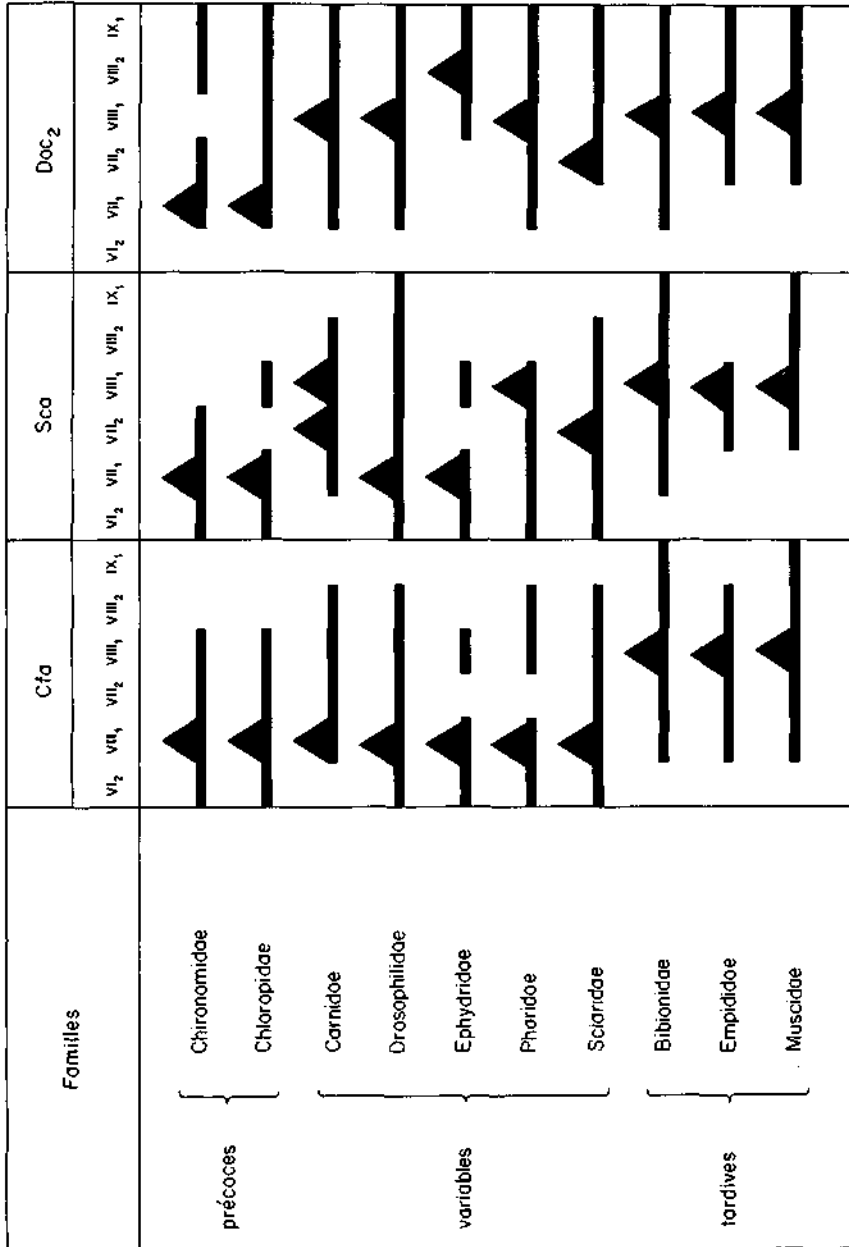 Familles
Cfa
Sca
Doc₂
VI₂ VII₁ VII₂ VIII₁ VIII₂ IX₁
VI₂ VII₁ VII₂ VIII₁ VIII₂ IX₁
VI₂ VII₁ VII₂ VIII₁ VIII₂ IX₁
précoces
Chironomidae
Chloropidae
variables
Carnidae
Drosophilidae
Ephydridae
Phoridae
Sciaridae
tardives
Bibionidae
Empididae
Muscidae